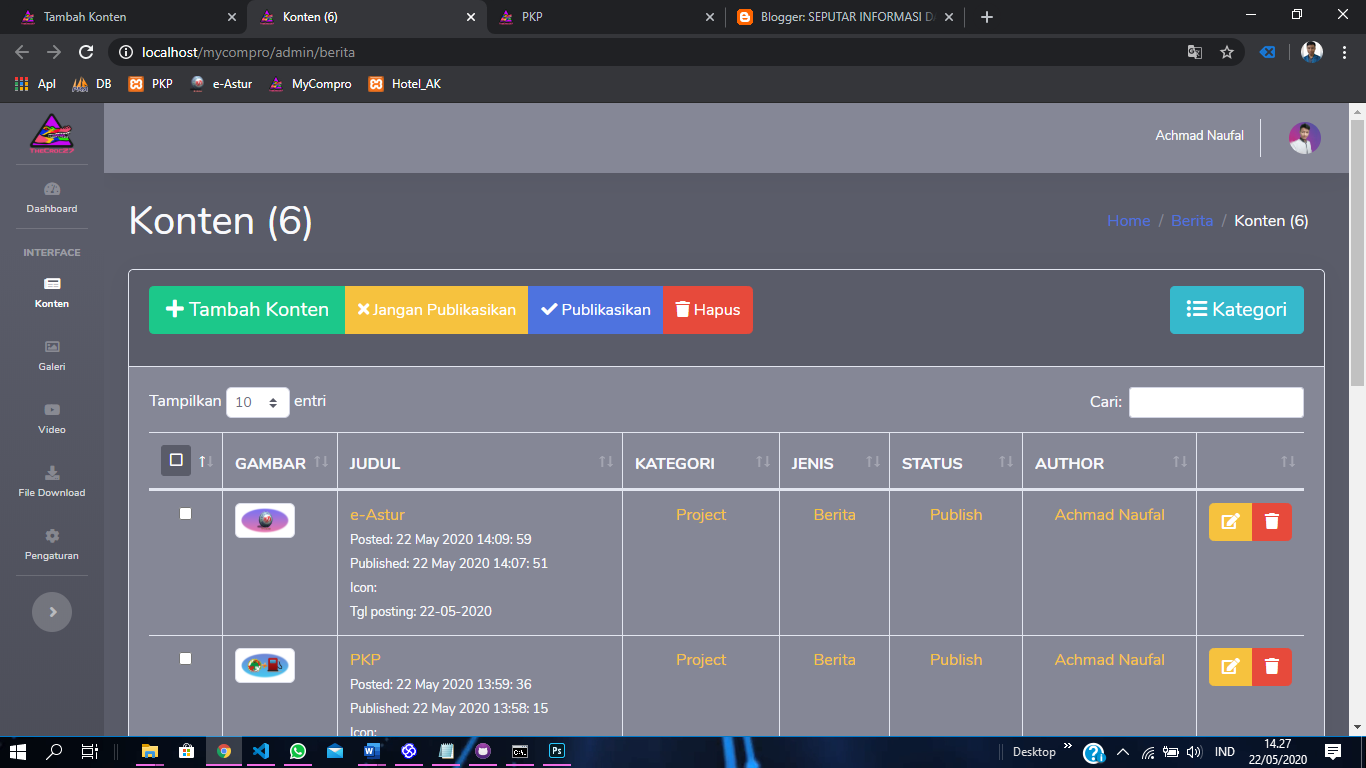 Tambah Konten
Konten (6)
PKP
Blogger: SEPUTAR INFORMASI DA
localhost/mycompro/admin/berita
Apl
DB
PKP
e-Astur
MyCompro
Hotel_AK
Achmad Naufal
Dashboard
INTERFACE
Konten
Galeri
Video
File Download
Pengaturan
Konten (6)
Home / Berita / Konten (6)
Tambah Konten
Jangan Publikasikan
Publikasikan
Hapus
Kategori
Tampilkan 10 entri
Cari:
GAMBAR
JUDUL
KATEGORI
JENIS
STATUS
AUTHOR
e-Astur
Project
Berita
Publish
Achmad Naufal
Posted: 22 May 2020 14:09: 59
Published: 22 May 2020 14:07: 51
Icon:
Tgl posting: 22-05-2020
PKP
Project
Berita
Publish
Achmad Naufal
Posted: 22 May 2020 13:59: 36
Published: 22 May 2020 13:58: 15
Icon:
Desktop
IND
14.27
22/05/2020